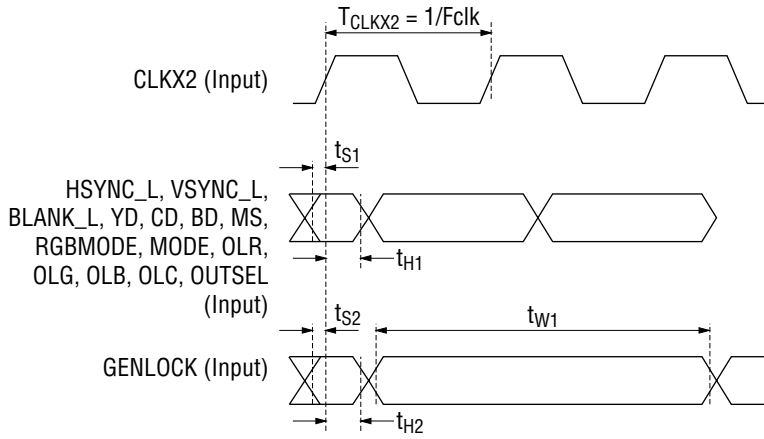 T_CLKX2 = 1/Fclk
CLKX2 (Input)
t_S1
HSYNC_L, VSYNC_L,
BLANK_L, YD, CD, BD, MS,
RGBMODE, MODE, OLR,
OLG, OLB, OLC, OUTSEL
(Input)
t_H1
t_S2
t_W1
GENLOCK (Input)
t_H2